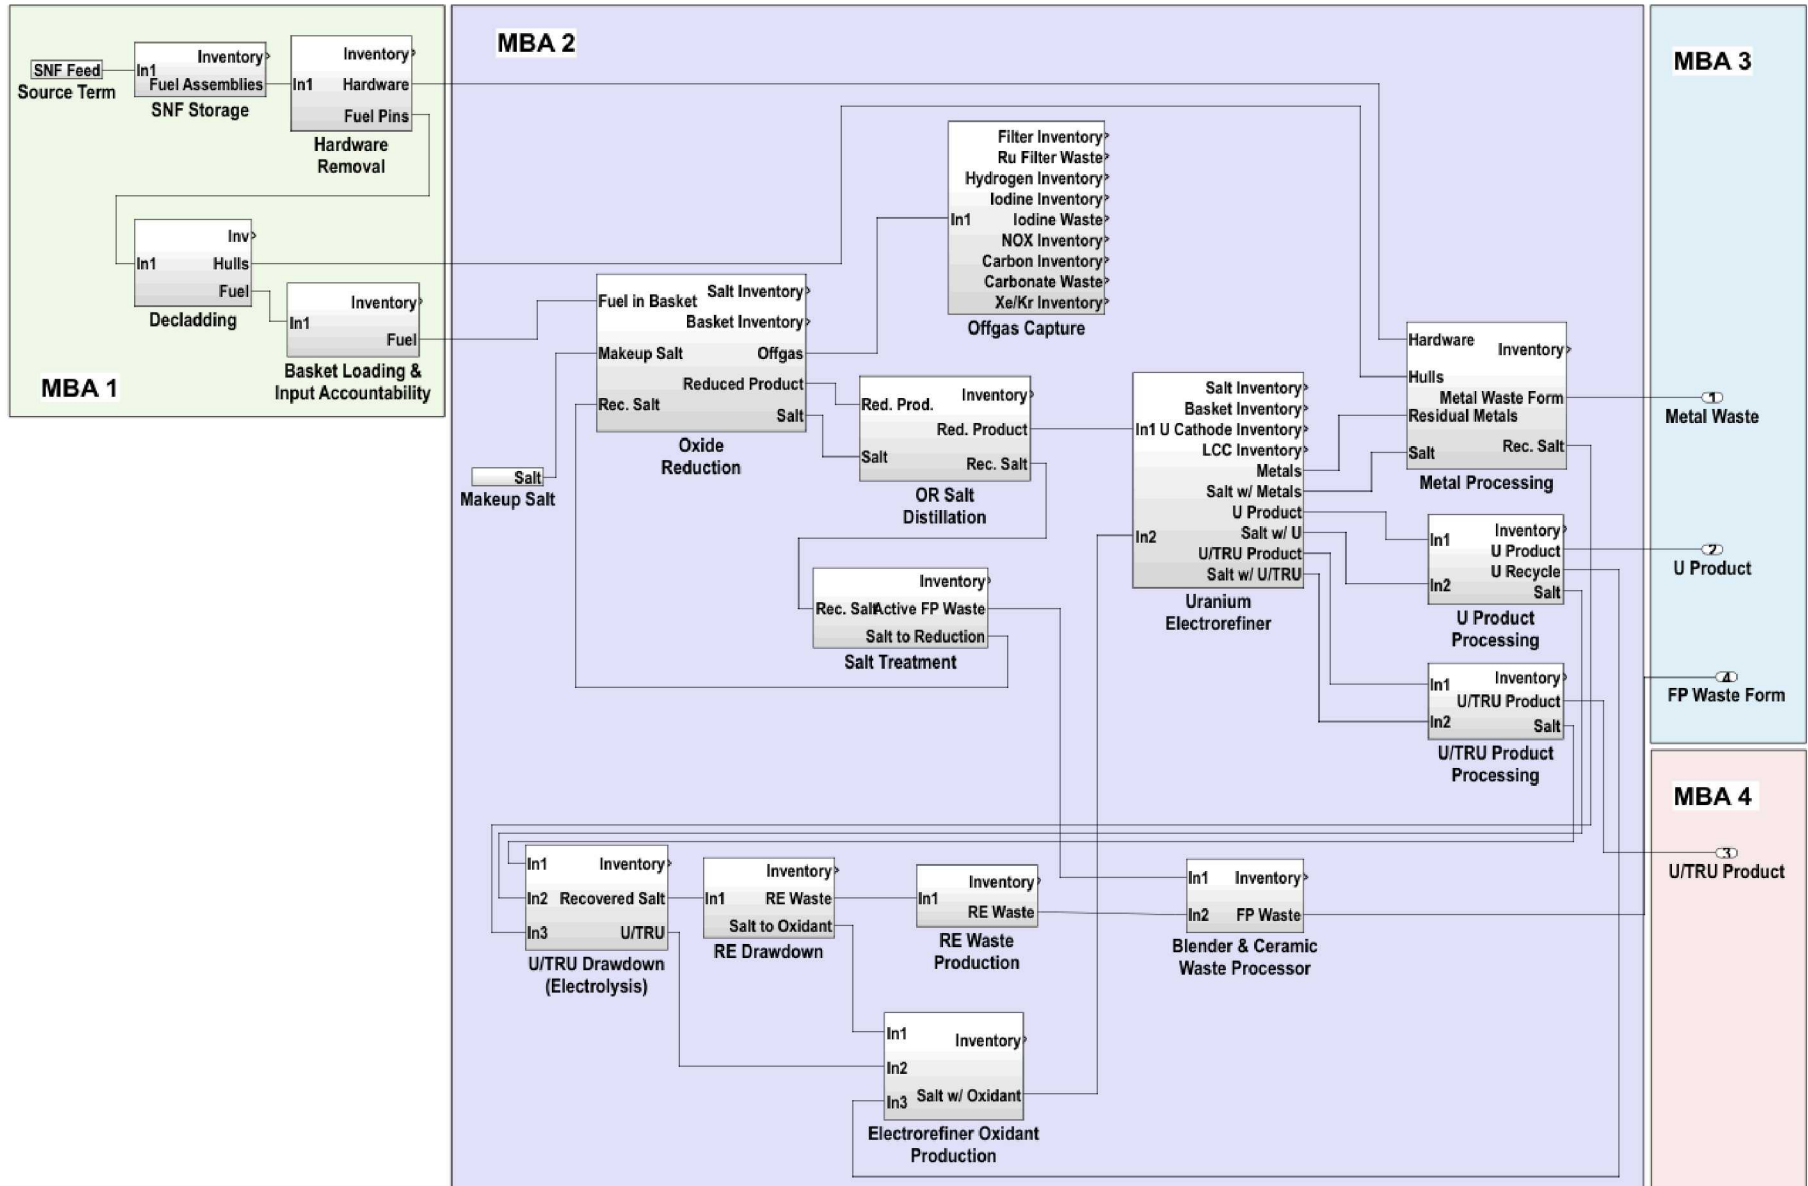 MBA 1
SNF Feed
Source Term
In1
Inventory
Fuel Assemblies
SNF Storage
Inventory
In1
Hardware
Fuel Pins
Hardware
Removal
Inv
In1
Hulls
Fuel
Decladding
Inventory
In1
Fuel
Basket Loading &
Input Accountability
MBA 2
Filter Inventory
Ru Filter Waste
Hydrogen Inventory
Iodine Inventory
In1
Iodine Waste
NOX Inventory
Carbon Inventory
Carbonate Waste
Xe/Kr Inventory
Offgas Capture
Salt Inventory
Fuel in Basket
Basket Inventory
Makeup Salt
Offgas
Reduced Product
Rec. Salt
Salt
Oxide
Reduction
Salt
Makeup Salt
Inventory
Red. Prod.
Red. Product
Salt
Rec. Salt
OR Salt
Distillation
Inventory
Rec. Salt
Active FP Waste
Salt to Reduction
Salt Treatment
Salt Inventory
Basket Inventory
In1
U Cathode Inventory
LCC Inventory
Metals
Salt w/ Metals
U Product
Salt w/ U
In2
U/TRU Product
Salt w/ U/TRU
Uranium
Electrorefiner
Hardware
Inventory
Hulls
Metal Waste Form
Residual Metals
Salt
Rec. Salt
Metal Processing
Inventory
In1
U Product
U Recycle
In2
Salt
U Product
Processing
Inventory
In1
U/TRU Product
In2
Salt
U/TRU Product
Processing
In1
Inventory
In2
Recovered Salt
In3
U/TRU
U/TRU Drawdown
(Electrolysis)
Inventory
In1
RE Waste
Salt to Oxidant
RE Drawdown
Inventory
In1
RE Waste
RE Waste
Production
In1
Inventory
In2
FP Waste
Blender & Ceramic
Waste Processor
In1
Inventory
In2
Salt w/ Oxidant
In3
Electrorefiner Oxidant
Production
MBA 3
1
Metal Waste
2
U Product
4
FP Waste Form
MBA 4
3
U/TRU Product